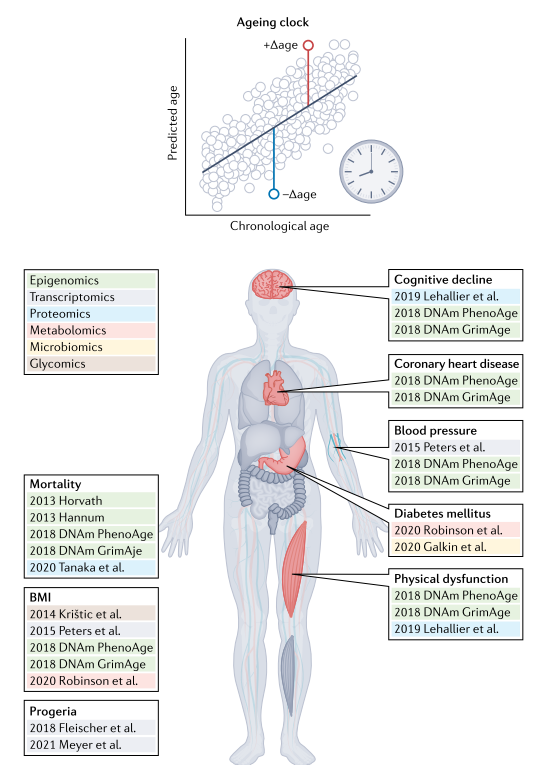 Ageing clock
+Δage
Predicted age
−Δage
Chronological age
Epigenomics
Transcriptomics
Proteomics
Metabolomics
Microbiomics
Glycomics
Cognitive decline
2019 Lehallier et al.
2018 DNAm PhenoAge
2018 DNAm GrimAge
Coronary heart disease
2018 DNAm PhenoAge
2018 DNAm GrimAge
Blood pressure
2015 Peters et al.
2018 DNAm PhenoAge
2018 DNAm GrimAge
Mortality
2013 Horvath
2013 Hannum
2018 DNAm PhenoAge
2018 DNAm GrimAje
2020 Tanaka et al.
Diabetes mellitus
2020 Robinson et al.
2020 Galkin et al.
Physical dysfunction
2018 DNAm PhenoAge
2018 DNAm GrimAge
2019 Lehallier et al.
BMI
2014 Krištic et al.
2015 Peters et al.
2018 DNAm PhenoAge
2018 DNAm GrimAge
2020 Robinson et al.
Progeria
2018 Fleischer et al.
2021 Meyer et al.